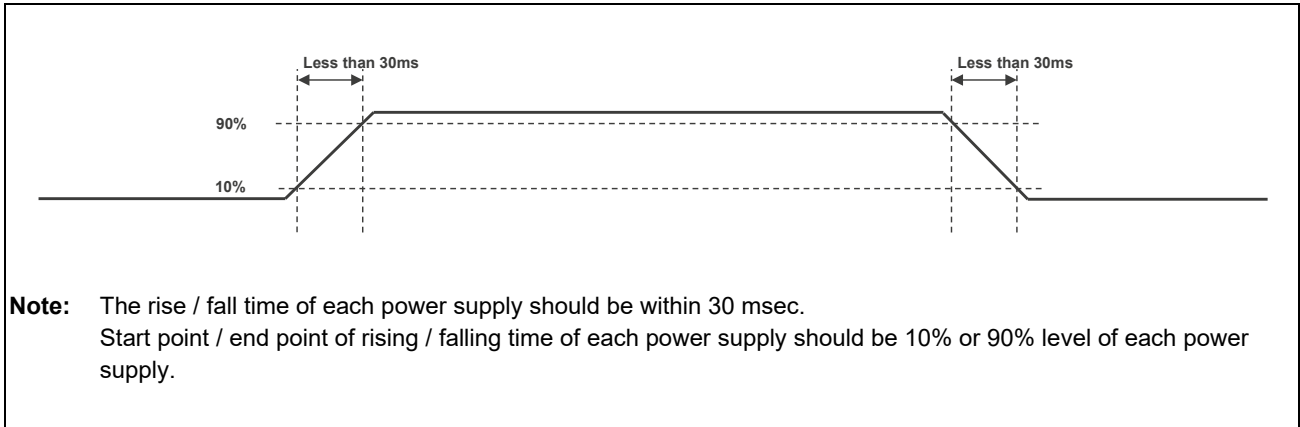 Less than 30ms
Less than 30ms
90%
10%
Note: The rise / fall time of each power supply should be within 30 msec.
Start point / end point of rising / falling time of each power supply should be 10% or 90% level of each power
supply.